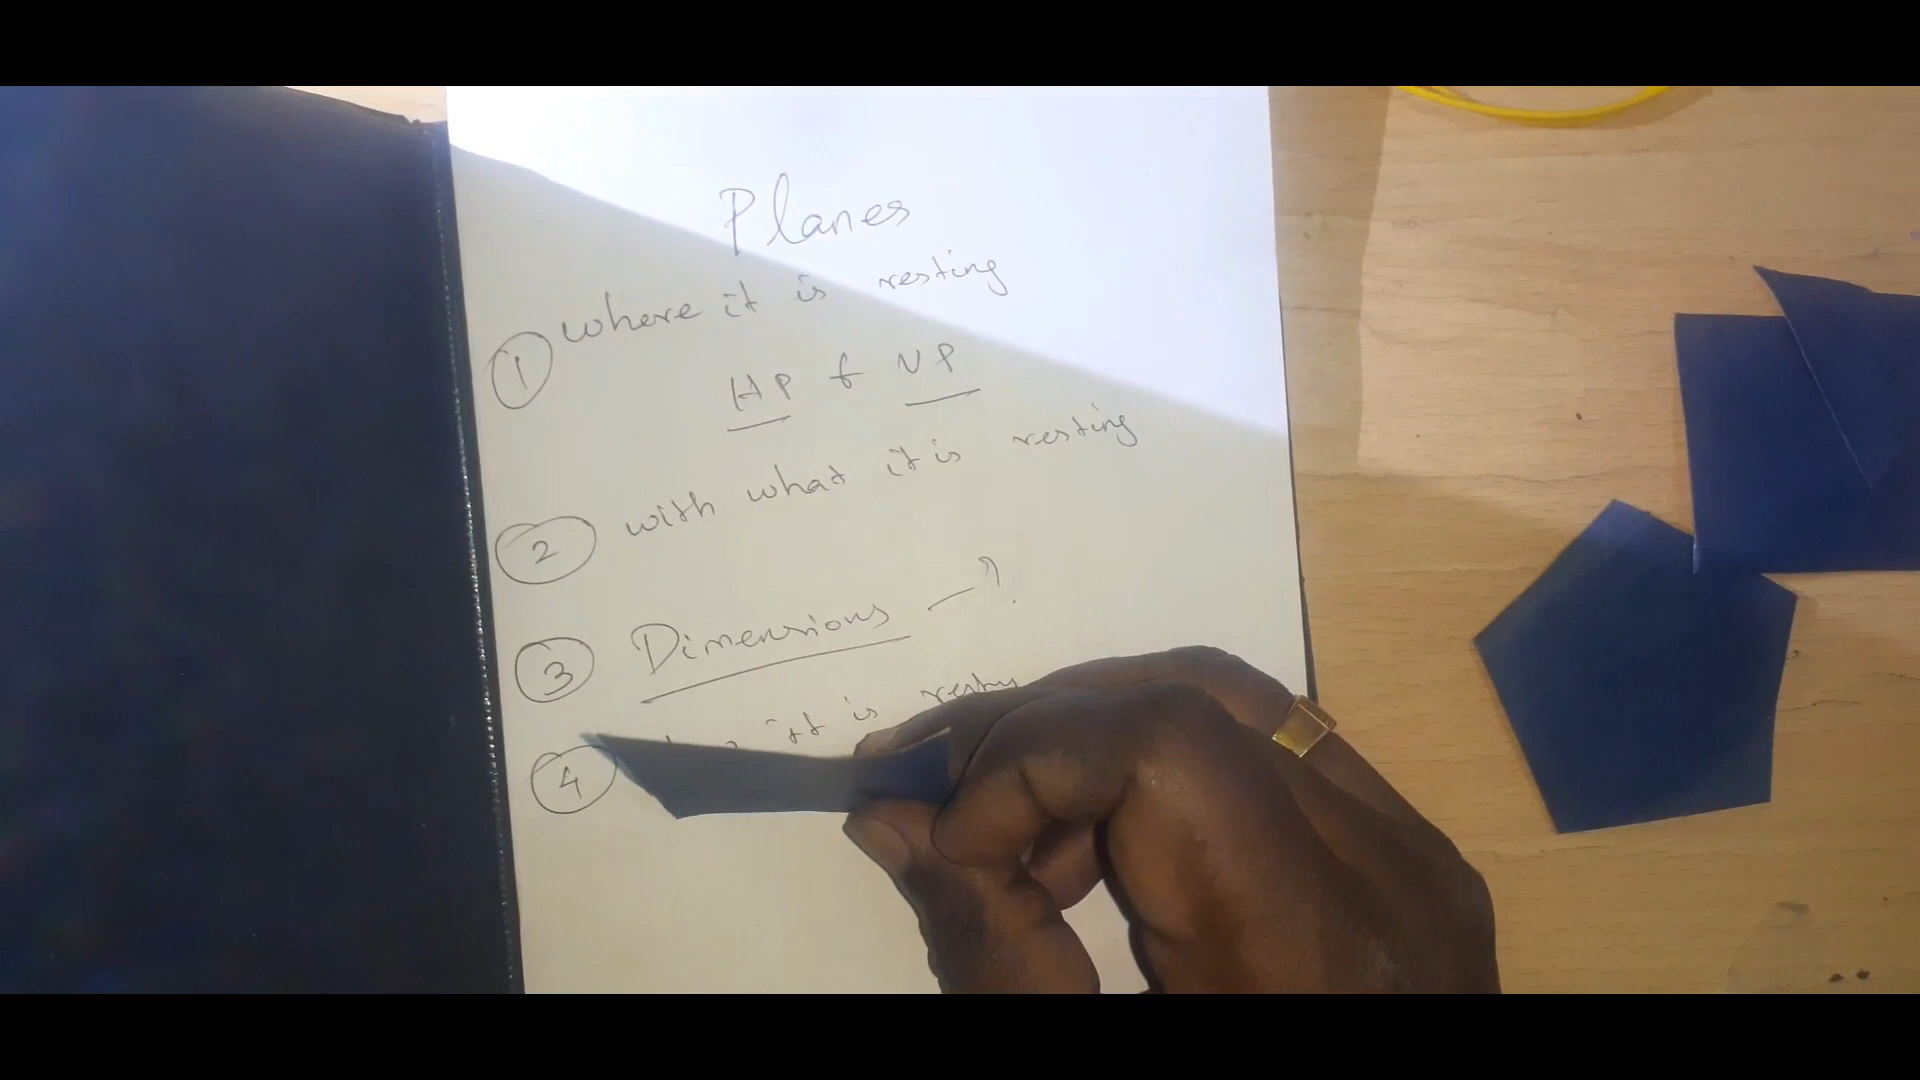 Planes
① where it is resting
HP & VP
② with what it is resting
③ Dimensions —?
④ it is